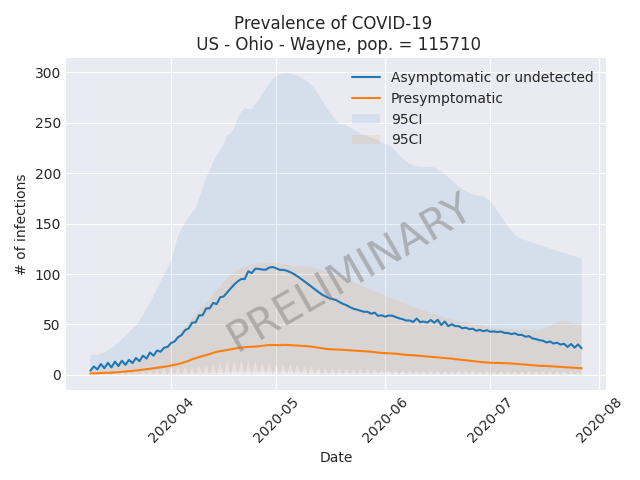 Prevalence of COVID-19
US - Ohio - Wayne, pop. = 115710
300
250
200
150
100
50
0
# of infections
Asymptomatic or undetected
Presymptomatic
95CI
95CI
PRELIMINARY
2020-04
2020-05
2020-06
2020-07
2020-08
Date